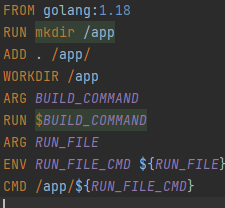 FROM golang:1.18
RUN mkdir /app
ADD . /app/
WORKDIR /app
ARG BUILD_COMMAND
RUN $BUILD_COMMAND
ARG RUN_FILE
ENV RUN_FILE_CMD ${RUN_FILE}
CMD /app/${RUN_FILE_CMD}